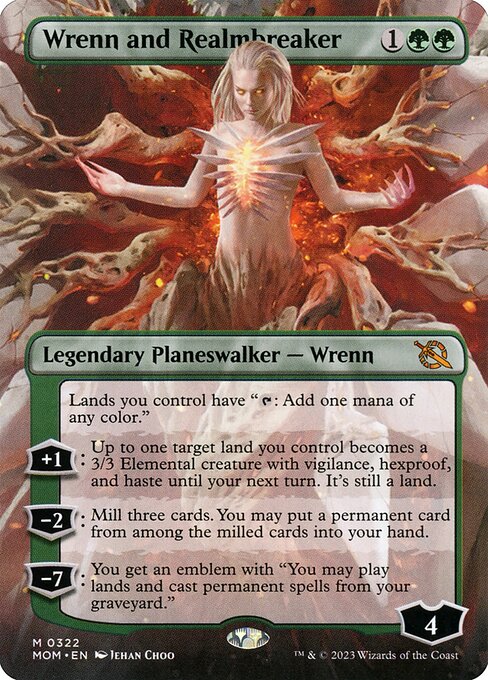 Wrenn and Realmbreaker 1
Legendary Planeswalker — Wrenn
Lands you control have “: Add one mana of
any color.”
+1: Up to one target land you control becomes a
3/3 Elemental creature with vigilance, hexproof,
and haste until your next turn. It's still a land.
-2: Mill three cards. You may put a permanent card
from among the milled cards into your hand.
-7: You get an emblem with “You may play
lands and cast permanent spells from your
graveyard.”
4
M 0322
MOM • EN Jehan Choo
™ & © 2023 Wizards of the Coast